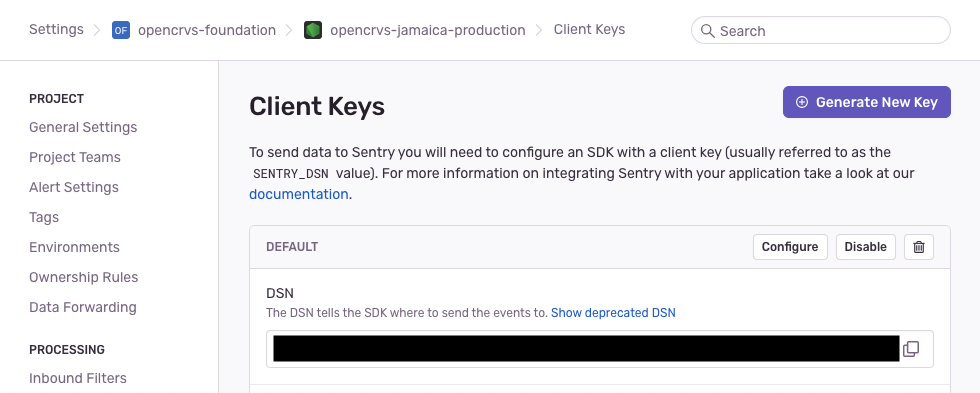 Settings > OF opencrvs-foundation > opencrvs-jamaica-production > Client Keys
Search
PROJECT
General Settings
Project Teams
Alert Settings
Tags
Environments
Ownership Rules
Data Forwarding
PROCESSING
Inbound Filters
Client Keys
Generate New Key
To send data to Sentry you will need to configure an SDK with a client key (usually referred to as the
SENTRY_DSN value). For more information on integrating Sentry with your application take a look at our
documentation.
DEFAULT
Configure
Disable
DSN
The DSN tells the SDK where to send the events to. Show deprecated DSN